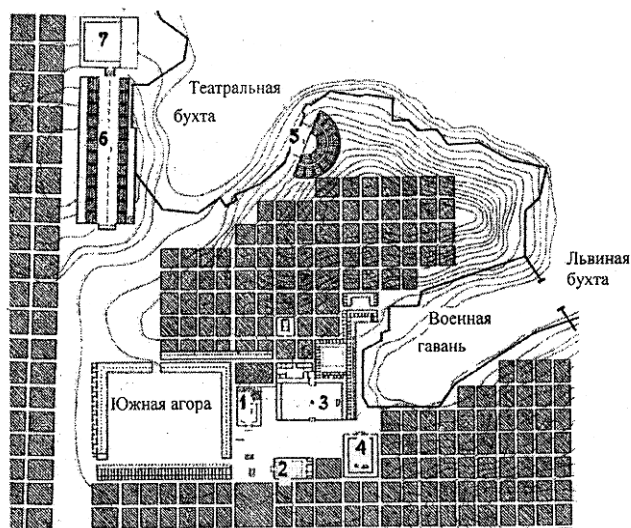 7
Театральная
бухта
6
5
Львиная
бухта
Военная
гавань
Южная агора
1
3
4
2